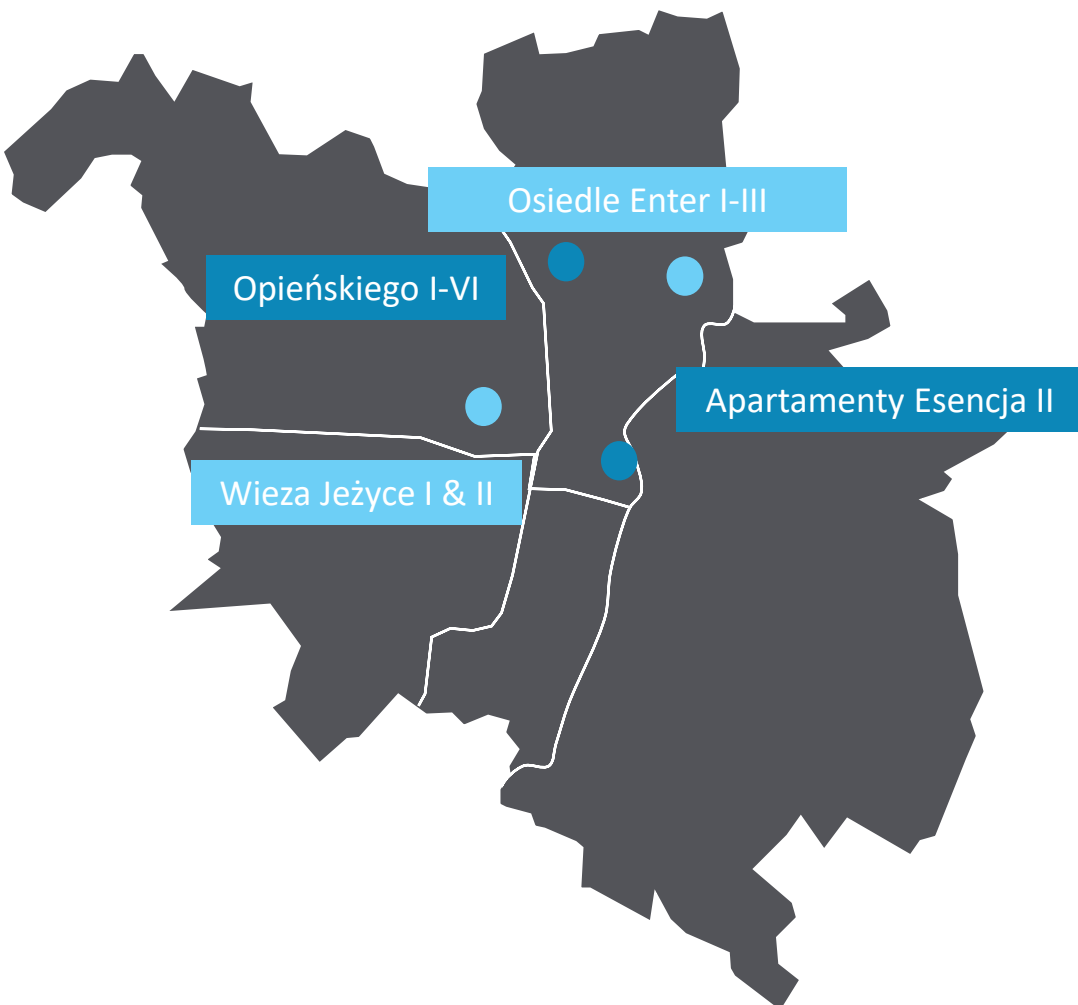 Osiedle Enter I-III
Opieńskiego I-VI
Apartamenty Esencja II
Wieza Jeżyce I & II